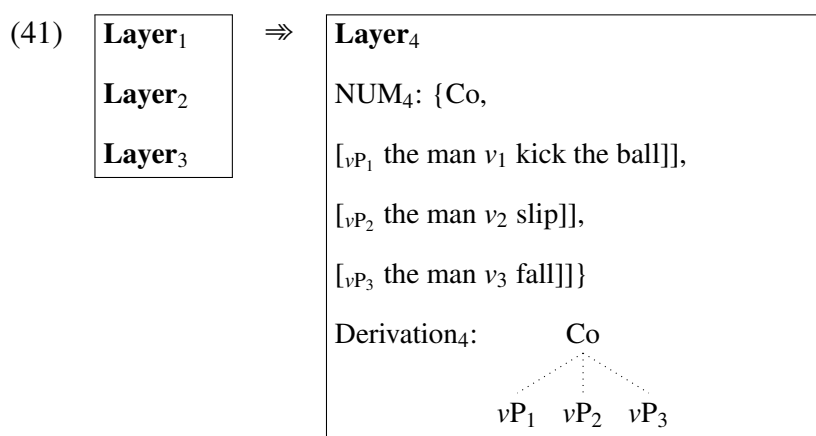 (41) Layer₁ ⇛ Layer₄
Layer₂ NUM₄: {Co,
Layer₃ [vP₁ the man v₁ kick the ball]],
[vP₂ the man v₂ slip]],
[vP₃ the man v₃ fall]]}
Derivation₄: Co
vP₁ vP₂ vP₃